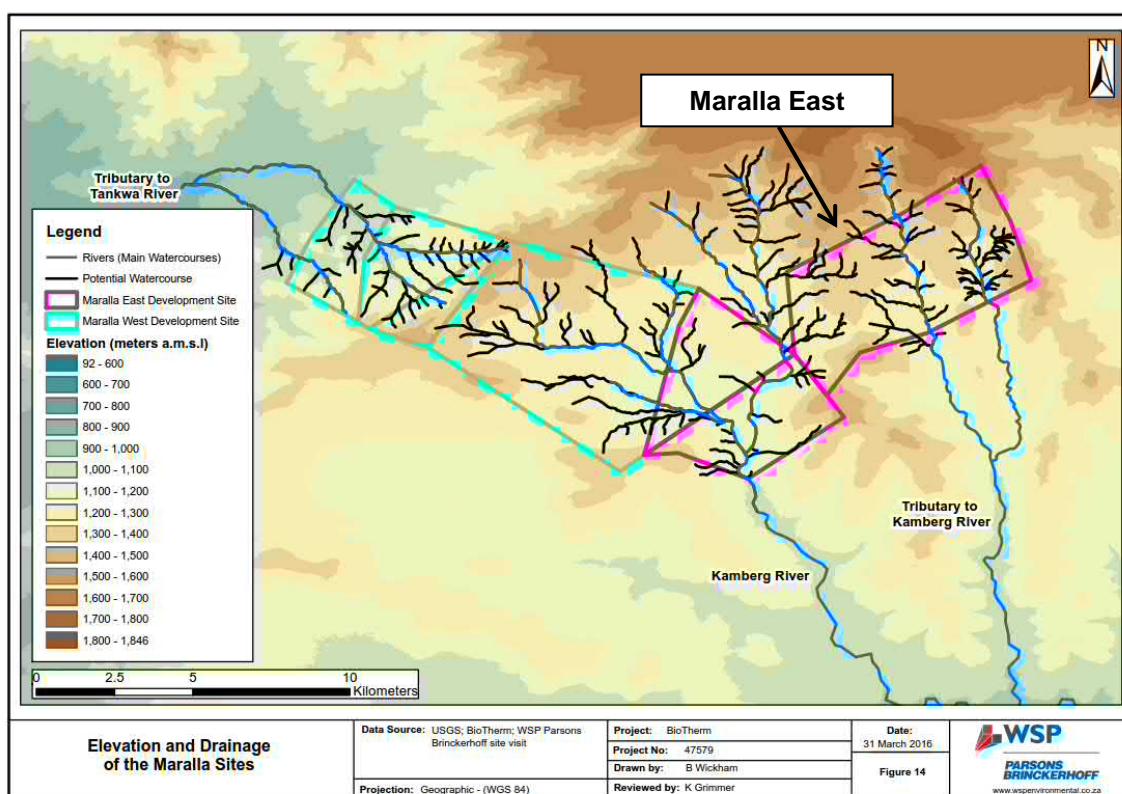 N
Maralla East
Tributary to
Tankwa River
Legend
Rivers (Main Watercourses)
Potential Watercourse
Maralla East Development Site
Maralla West Development Site
Elevation (meters a.m.s.l)
92 - 600
600 - 700
700 - 800
800 - 900
900 - 1,000
1,000 - 1,100
1,100 - 1,200
1,200 - 1,300
1,300 - 1,400
1,400 - 1,500
1,500 - 1,600
1,600 - 1,700
1,700 - 1,800
1,800 - 1,846
Tributary to
Kamberg River
Kamberg River
0 2.5 5 10
Kilometers
Elevation and Drainage
of the Maralla Sites
Data Source: USGS; BioTherm; WSP Parsons
Brinckerhoff site visit
Projection: Geographic - (WGS 84)
Project: BioTherm
Project No: 47579
Drawn by: B Wickham
Reviewed by: K Grimmer
Date:
31 March 2016
Figure 14
WSP
PARSONS
BRINCKERHOFF
www.wspenvironmental.co.za